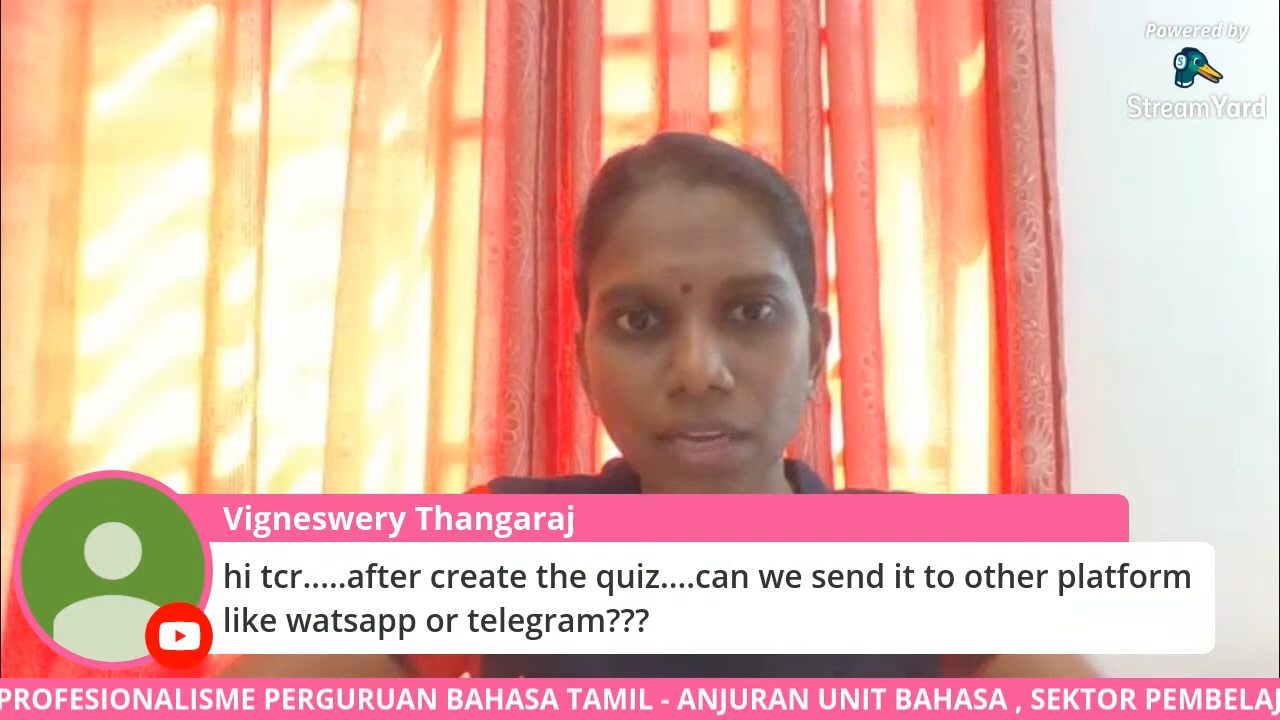 Powered by
StreamYard
Vigneswery Thangaraj
hi tcr.....after create the quiz....can we send it to other platform
like watsapp or telegram???
PROFESIONALISME PERGURUAN BAHASA TAMIL - ANJURAN UNIT BAHASA , SEKTOR PEMBELAJ